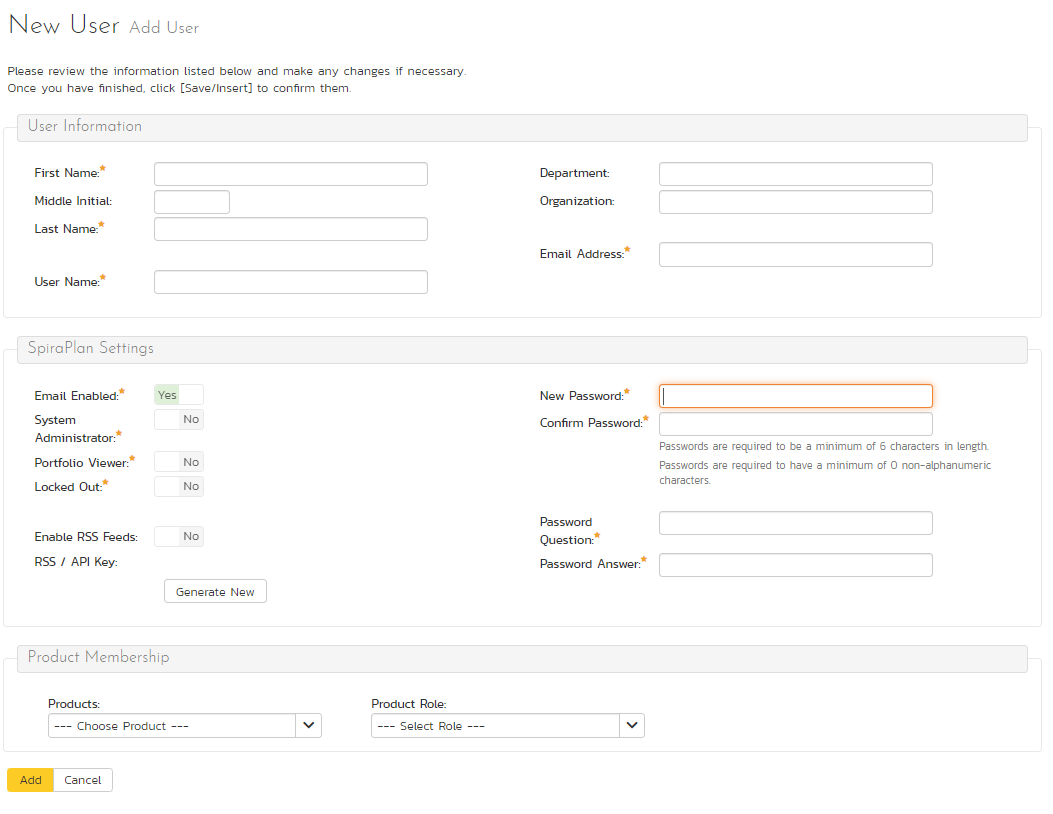 New User Add User
Please review the information listed below and make any changes if necessary.
Once you have finished, click [Save/Insert] to confirm them.
User Information
First Name:*
Middle Initial:
Last Name:*
User Name:*
Department:
Organization:
Email Address:*
SpiraPlan Settings
Email Enabled:* Yes
System
Administrator:* No
Portfolio Viewer:* No
Locked Out:* No
Enable RSS Feeds: No
RSS / API Key:
Generate New
New Password:*
Confirm Password:*
Passwords are required to be a minimum of 6 characters in length.
Passwords are required to have a minimum of 0 non-alphanumeric
characters.
Password
Question:*
Password Answer:*
Product Membership
Products:
--- Choose Product ---
Product Role:
--- Select Role ---
Add Cancel